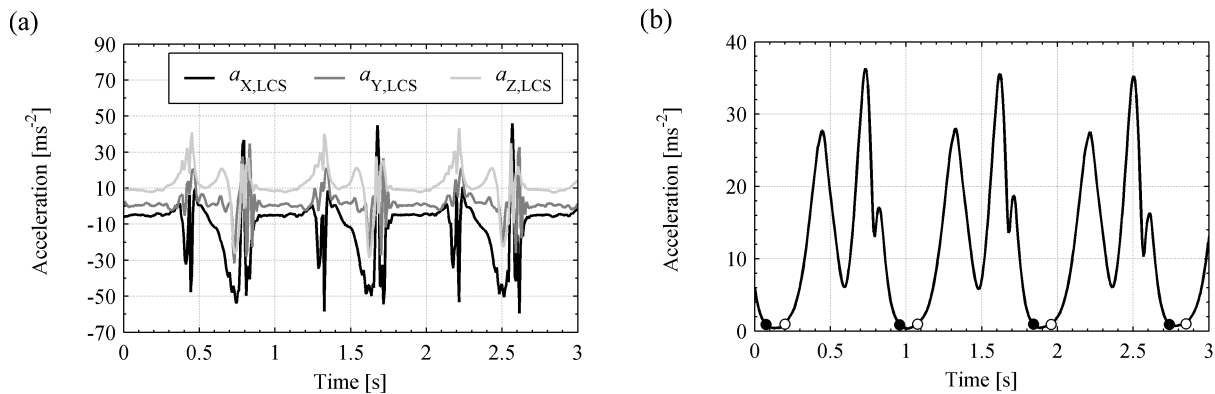 (a)
90
70
50
30
10
-10
-30
-50
-70
Acceleration [ms-2]
aX,LCS aY,LCS aZ,LCS
0 0.5 1 1.5 2 2.5 3
Time [s]
(b)
40
30
20
10
0
Acceleration [ms-2]
0 0.5 1 1.5 2 2.5 3
Time [s]